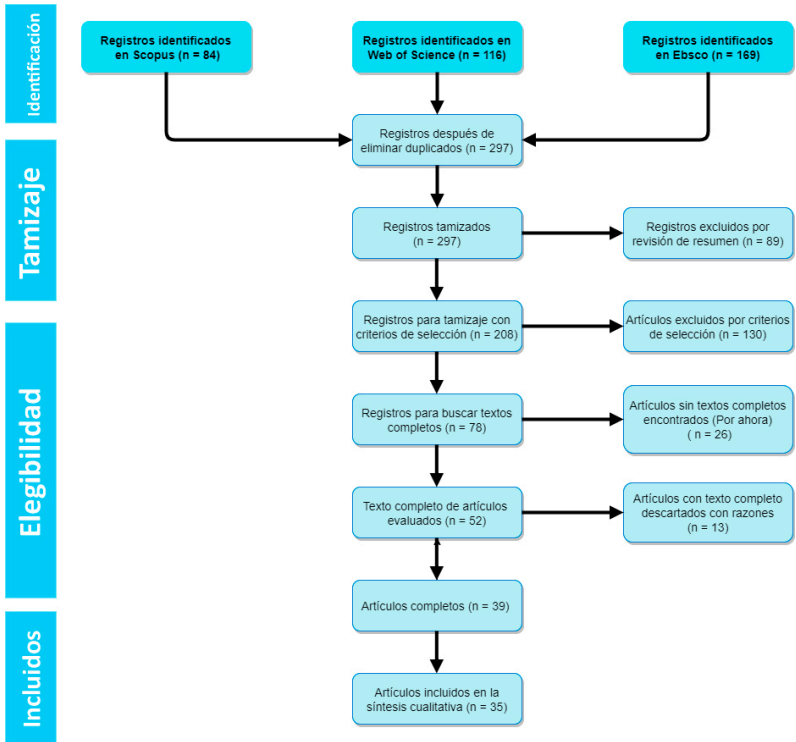 Identificación
Registros identificados
en Scopus (n = 84)
Registros identificados en
Web of Science (n = 116)
Registros identificados
en Ebsco (n = 169)
Registros después de
eliminar duplicados (n = 297)
Tamizaje
Registros tamizados
(n = 297)
Registros excluidos por
revisión de resumen (n = 89)
Elegibilidad
Registros para tamizaje con
criterios de selección (n = 208)
Artículos excluidos por criterios
de selección (n = 130)
Registros para buscar textos
completos (n = 78)
Artículos sin textos completos
encontrados (Por ahora)
( n = 26)
Texto completo de artículos
evaluados (n = 52)
Artículos con texto completo
descartados con razones
(n = 13)
Artículos completos (n = 39)
Incluidos
Artículos incluidos en la
síntesis cualitativa (n = 35)